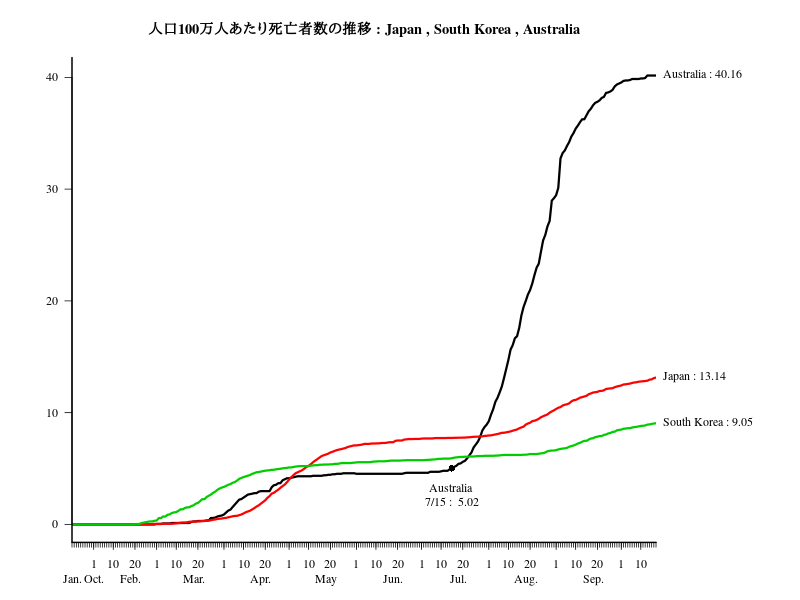 人口100万人あたり死亡者数の推移 : Japan , South Korea , Australia
40
Australia : 40.16
30
20
Japan : 13.14
10
South Korea : 9.05
Australia
7/15 : 5.02
0
1 10 20 1 10 20 1 10 20 1 10 20 1 10 20 1 10 20 1 10 20 1 10 20 1 10
Jan. Oct. Feb. Mar. Apr. May Jun. Jul. Aug. Sep.